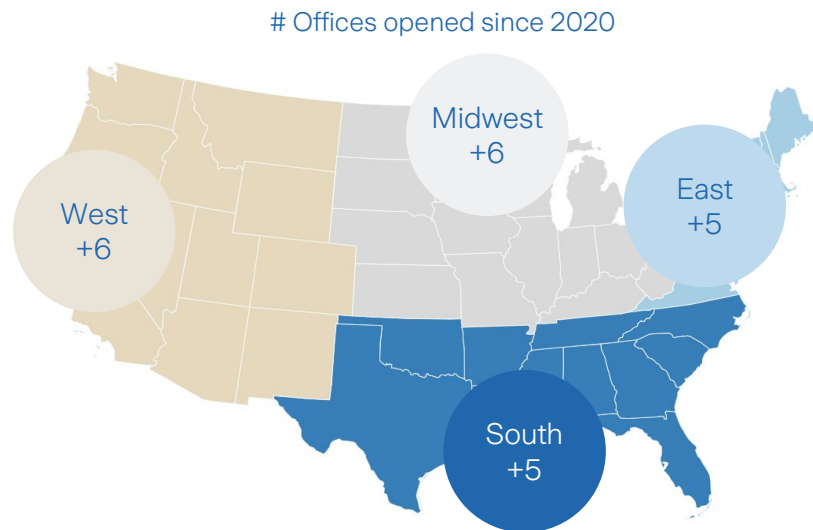 # Offices opened since 2020
Midwest
+6
East
+5
West
+6
South
+5